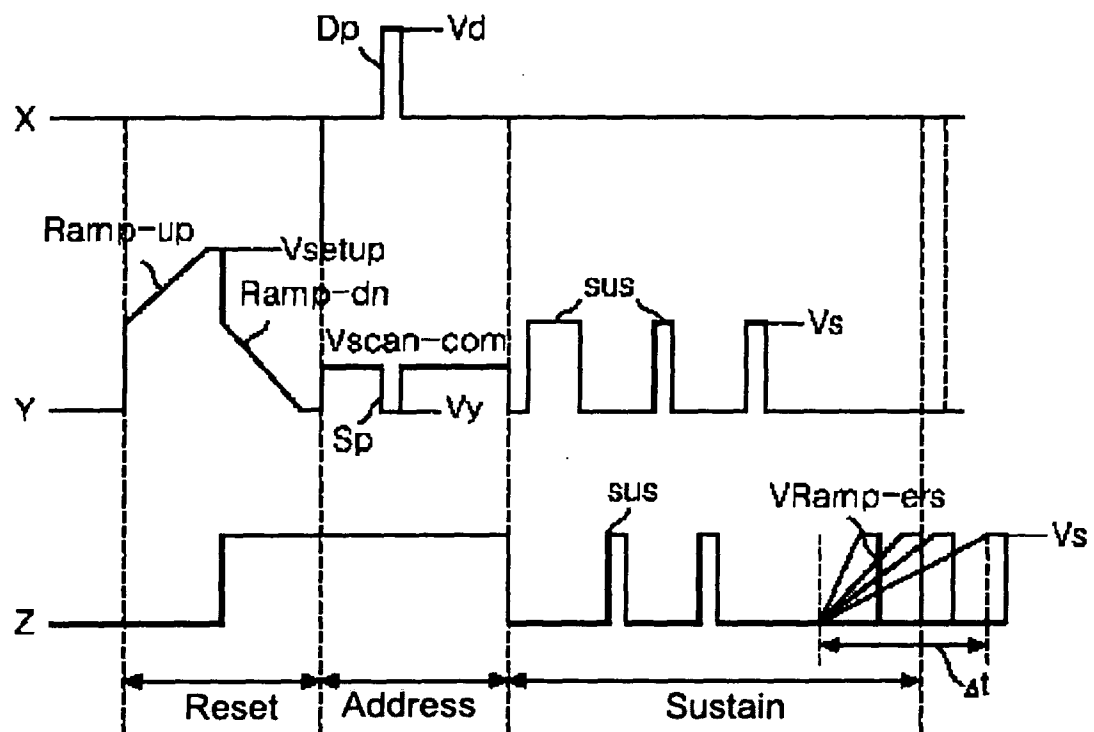 Dp
Vd
X
Ramp-up
Vsetup
Ramp-dn
sus
Vs
Vscan-com
Y
Vy
Sp
sus
VRamp-ers
Vs
Z
Δt
Reset
Address
Sustain